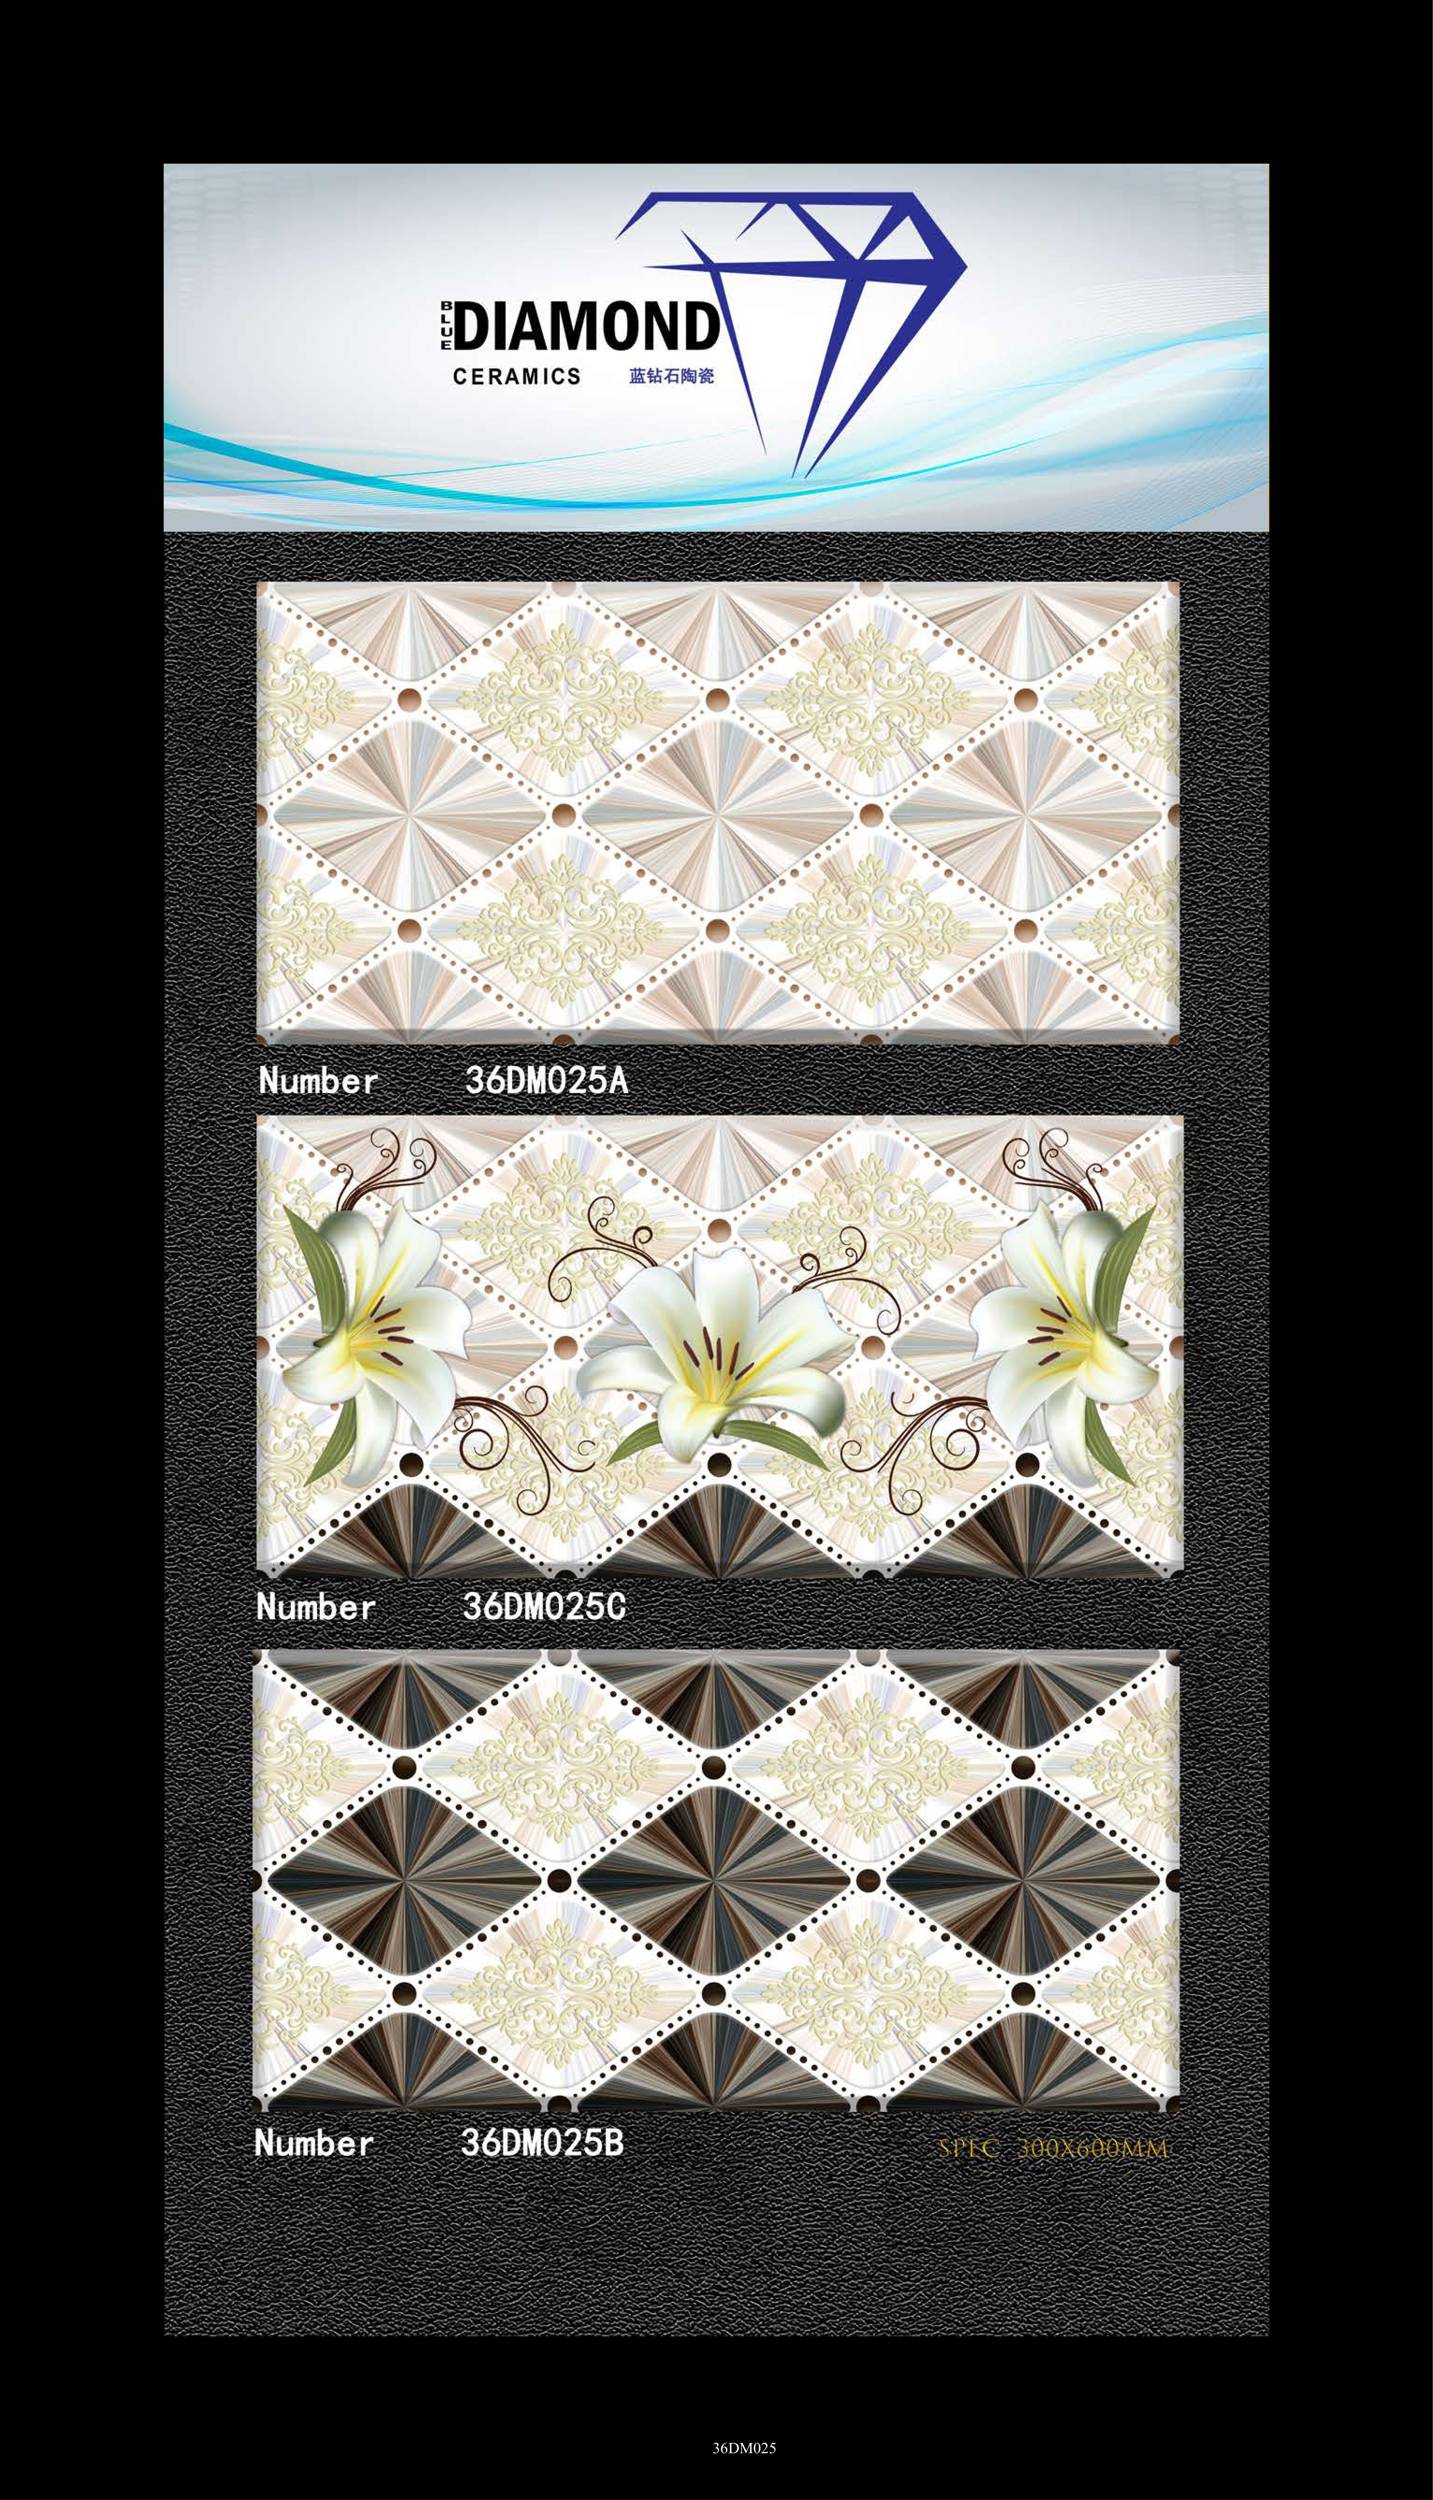 BLUE DIAMOND
CERAMICS 蓝钻石陶瓷
Number 36DM025A
Number 36DM025C
Number 36DM025B
SPEC 300X600MM
36DM025